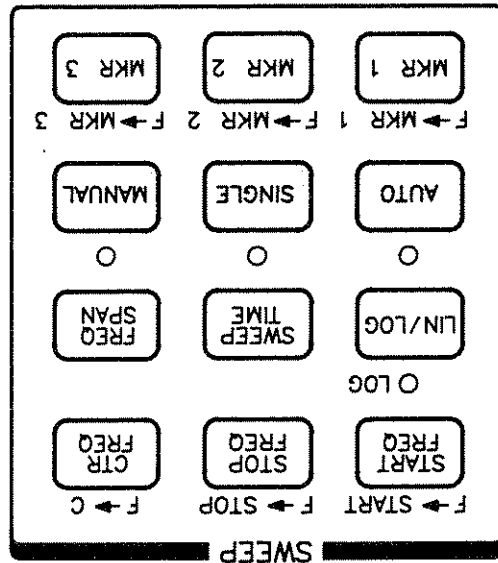 SWEEP
F → START F → STOP F → C
START STOP CTR
FREQ FREQ FREQ
LOG
LIN/LOG SWEEP TIME FREQ SPAN
AUTO SINGLE MANUAL
F → MKR 1 F → MKR 2 F → MKR 3
MKR 1 MKR 2 MKR 3